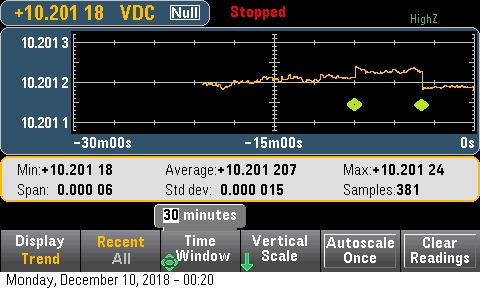 +10.201 18 VDC Null Stopped HighZ
10.201 3
10.201 2
10.201 1
-30m00s -15m00s 0s
Min:+10.201 18 Average:+10.201 207 Max:+10.201 24
Span: 0.000 06 Std dev: 0.000 015 Samples:381
30 minutes
Display Recent Time Vertical Autoscale Clear
Trend All Window Scale Once Readings
Monday, December 10, 2018 - 00:20